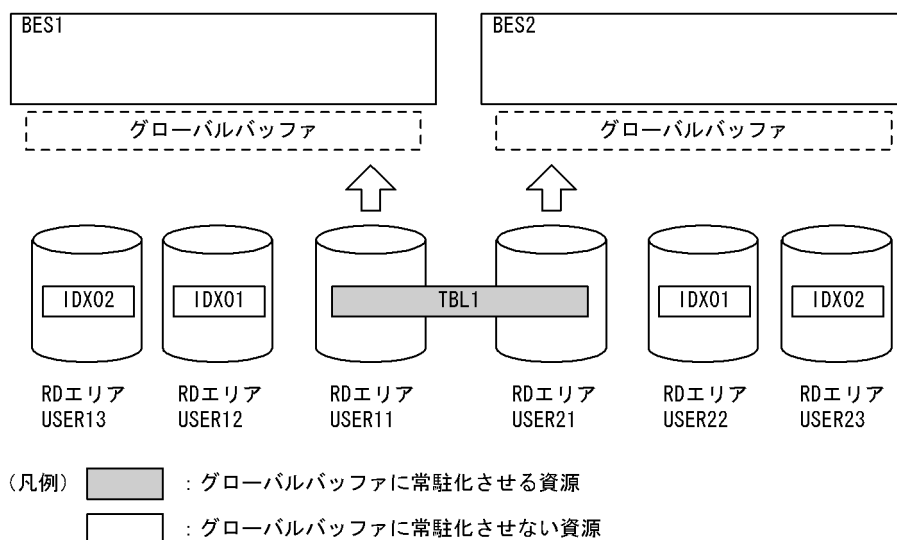 BES1
BES2
グローバルバッファ
グローバルバッファ
IDX02
IDX01
TBL1
IDX01
IDX02
RDエリア
USER13
RDエリア
USER12
RDエリア
USER11
RDエリア
USER21
RDエリア
USER22
RDエリア
USER23
(凡例)
:グローバルバッファに常駐化させる資源
:グローバルバッファに常駐化させない資源